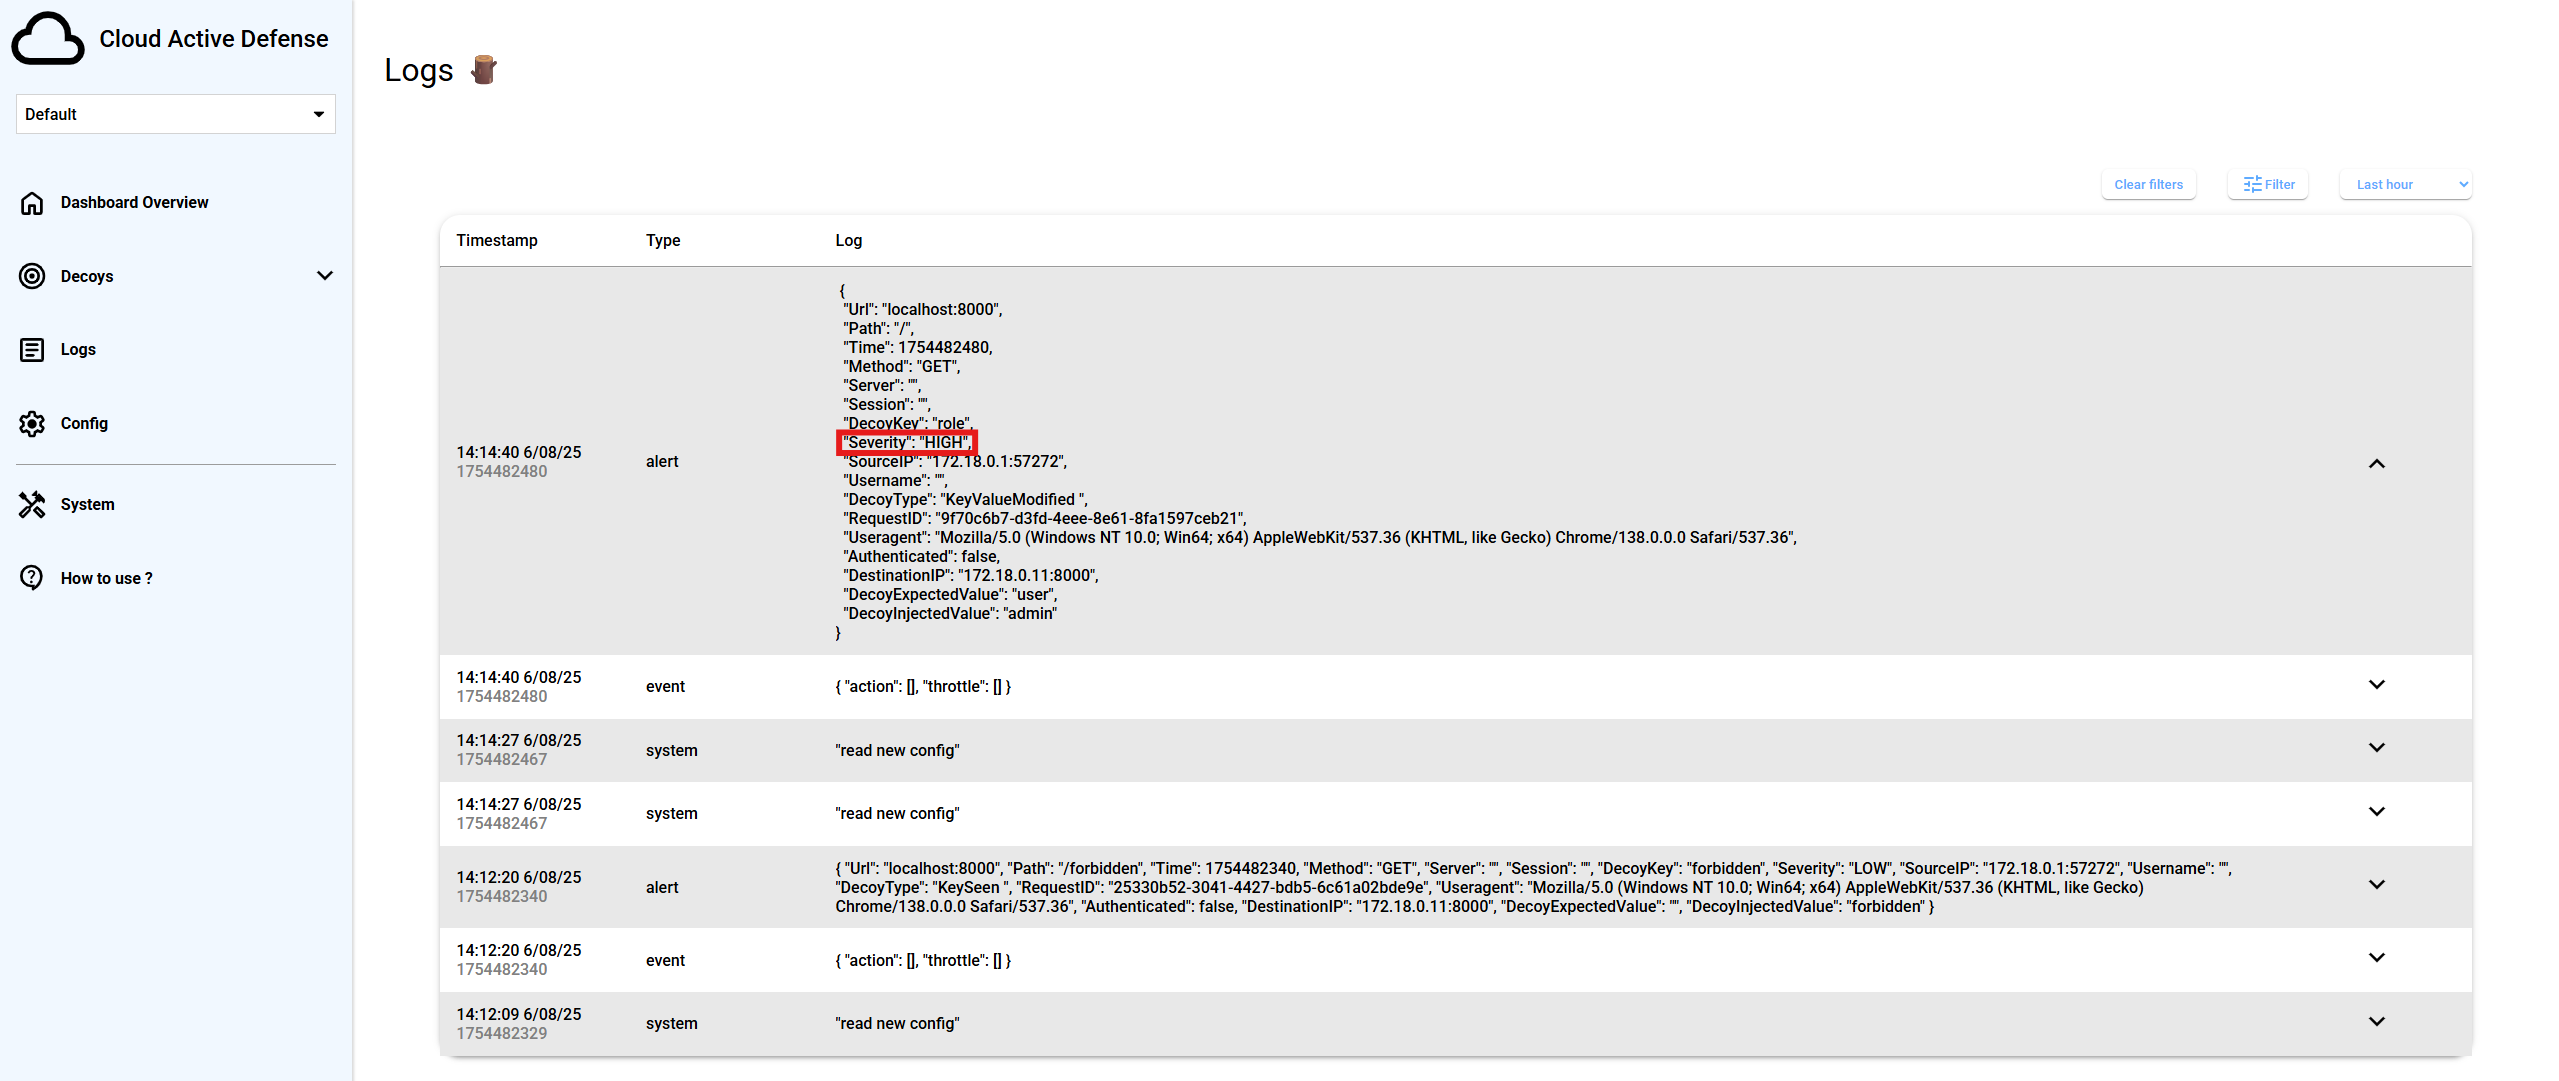 Cloud Active Defense
Default
Dashboard Overview
Decoys
Logs
Config
System
How to use ?
Logs
Clear filters
Filter
Last hour
Timestamp Type Log
14:14:40 6/08/25
1754482480
alert
{
"Url": "localhost:8000",
"Path": "/",
"Time": 1754482480,
"Method": "GET",
"Server": "",
"Session": "",
"DecoyKey": "role",
"Severity": "HIGH",
"SourceIP": "172.18.0.1:57272",
"Username": "",
"DecoyType": "KeyValueModified ",
"RequestID": "9f70c6b7-d3fd-4eee-8e61-8fa1597ceb21",
"Useragent": "Mozilla/5.0 (Windows NT 10.0; Win64; x64) AppleWebKit/537.36 (KHTML, like Gecko) Chrome/138.0.0.0 Safari/537.36",
"Authenticated": false,
"DestinationIP": "172.18.0.11:8000",
"DecoyExpectedValue": "user",
"DecoyInjectedValue": "admin"
}
14:14:40 6/08/25
1754482480
event
{ "action": [], "throttle": [] }
14:14:27 6/08/25
1754482467
system
"read new config"
14:14:27 6/08/25
1754482467
system
"read new config"
14:12:20 6/08/25
1754482340
alert
{ "Url": "localhost:8000", "Path": "/forbidden", "Time": 1754482340, "Method": "GET", "Server": "", "Session": "", "DecoyKey": "forbidden", "Severity": "LOW", "SourceIP": "172.18.0.1:57272", "Username": "",
"DecoyType": "KeySeen ", "RequestID": "25330b52-3041-4427-bdb5-6c61a02bde9e", "Useragent": "Mozilla/5.0 (Windows NT 10.0; Win64; x64) AppleWebKit/537.36 (KHTML, like Gecko)
Chrome/138.0.0.0 Safari/537.36", "Authenticated": false, "DestinationIP": "172.18.0.11:8000", "DecoyExpectedValue": "", "DecoyInjectedValue": "forbidden" }
14:12:20 6/08/25
1754482340
event
{ "action": [], "throttle": [] }
14:12:09 6/08/25
1754482329
system
"read new config"